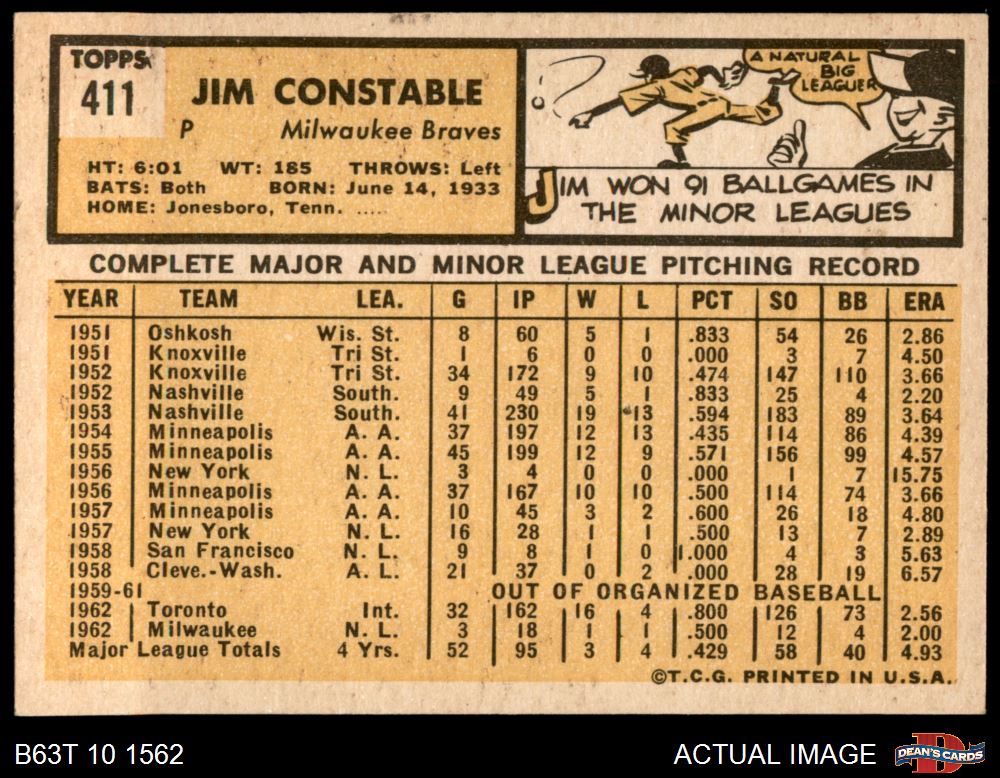 TOPPS
411
JIM CONSTABLE
P Milwaukee Braves
HT: 6:01 WT: 185 THROWS: Left
BATS: Both BORN: June 14, 1933
HOME: Jonesboro, Tenn. .....
A NATURAL
BIG
LEAGUER
JIM WON 91 BALLGAMES IN
THE MINOR LEAGUES
COMPLETE MAJOR AND MINOR LEAGUE PITCHING RECORD
YEAR TEAM LEA. G IP W L PCT SO BB ERA
1951 Oshkosh Wis. St. 8 60 5 1 .833 54 26 2.86
1951 Knoxville Tri St. 1 6 0 0 .000 3 7 4.50
1952 Knoxville Tri St. 34 172 9 10 .474 147 110 3.66
1952 Nashville South. 9 49 5 1 .833 25 4 2.20
1953 Nashville South. 41 230 19 13 .594 183 89 3.64
1954 Minneapolis A. A. 37 197 12 13 .435 114 86 4.39
1955 Minneapolis A. A. 45 199 12 9 .571 156 99 4.57
1956 New York N. L. 3 4 0 0 .000 1 7 15.75
1956 Minneapolis A. A. 37 167 10 10 .500 114 74 3.66
1957 Minneapolis A. A. 10 45 3 2 .600 26 18 4.80
1957 New York N. L. 16 28 1 1 .500 13 7 2.89
1958 San Francisco N. L. 9 8 1 0 1.000 4 3 5.63
1958 Cleve.-Wash. A. L. 21 37 0 2 .000 28 19 6.57
1959-61 OUT OF ORGANIZED BASEBALL
1962 Toronto Int. 32 162 16 4 .800 126 73 2.56
1962 Milwaukee N. L. 3 18 1 1 .500 12 4 2.00
Major League Totals 4 Yrs. 52 95 3 4 .429 58 40 4.93
©T.C.G. PRINTED IN U.S.A.
B63T 10 1562 ACTUAL IMAGE DEAN'S CARDS